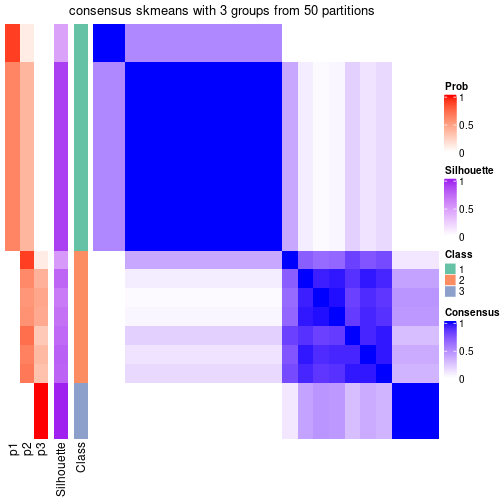 consensus skmeans with 3 groups from 50 partitions
Prob
1
0.5
0
Silhouette
1
0.5
0
Class
1
2
3
Consensus
1
0.5
0
p1
p2
p3
Silhouette
Class